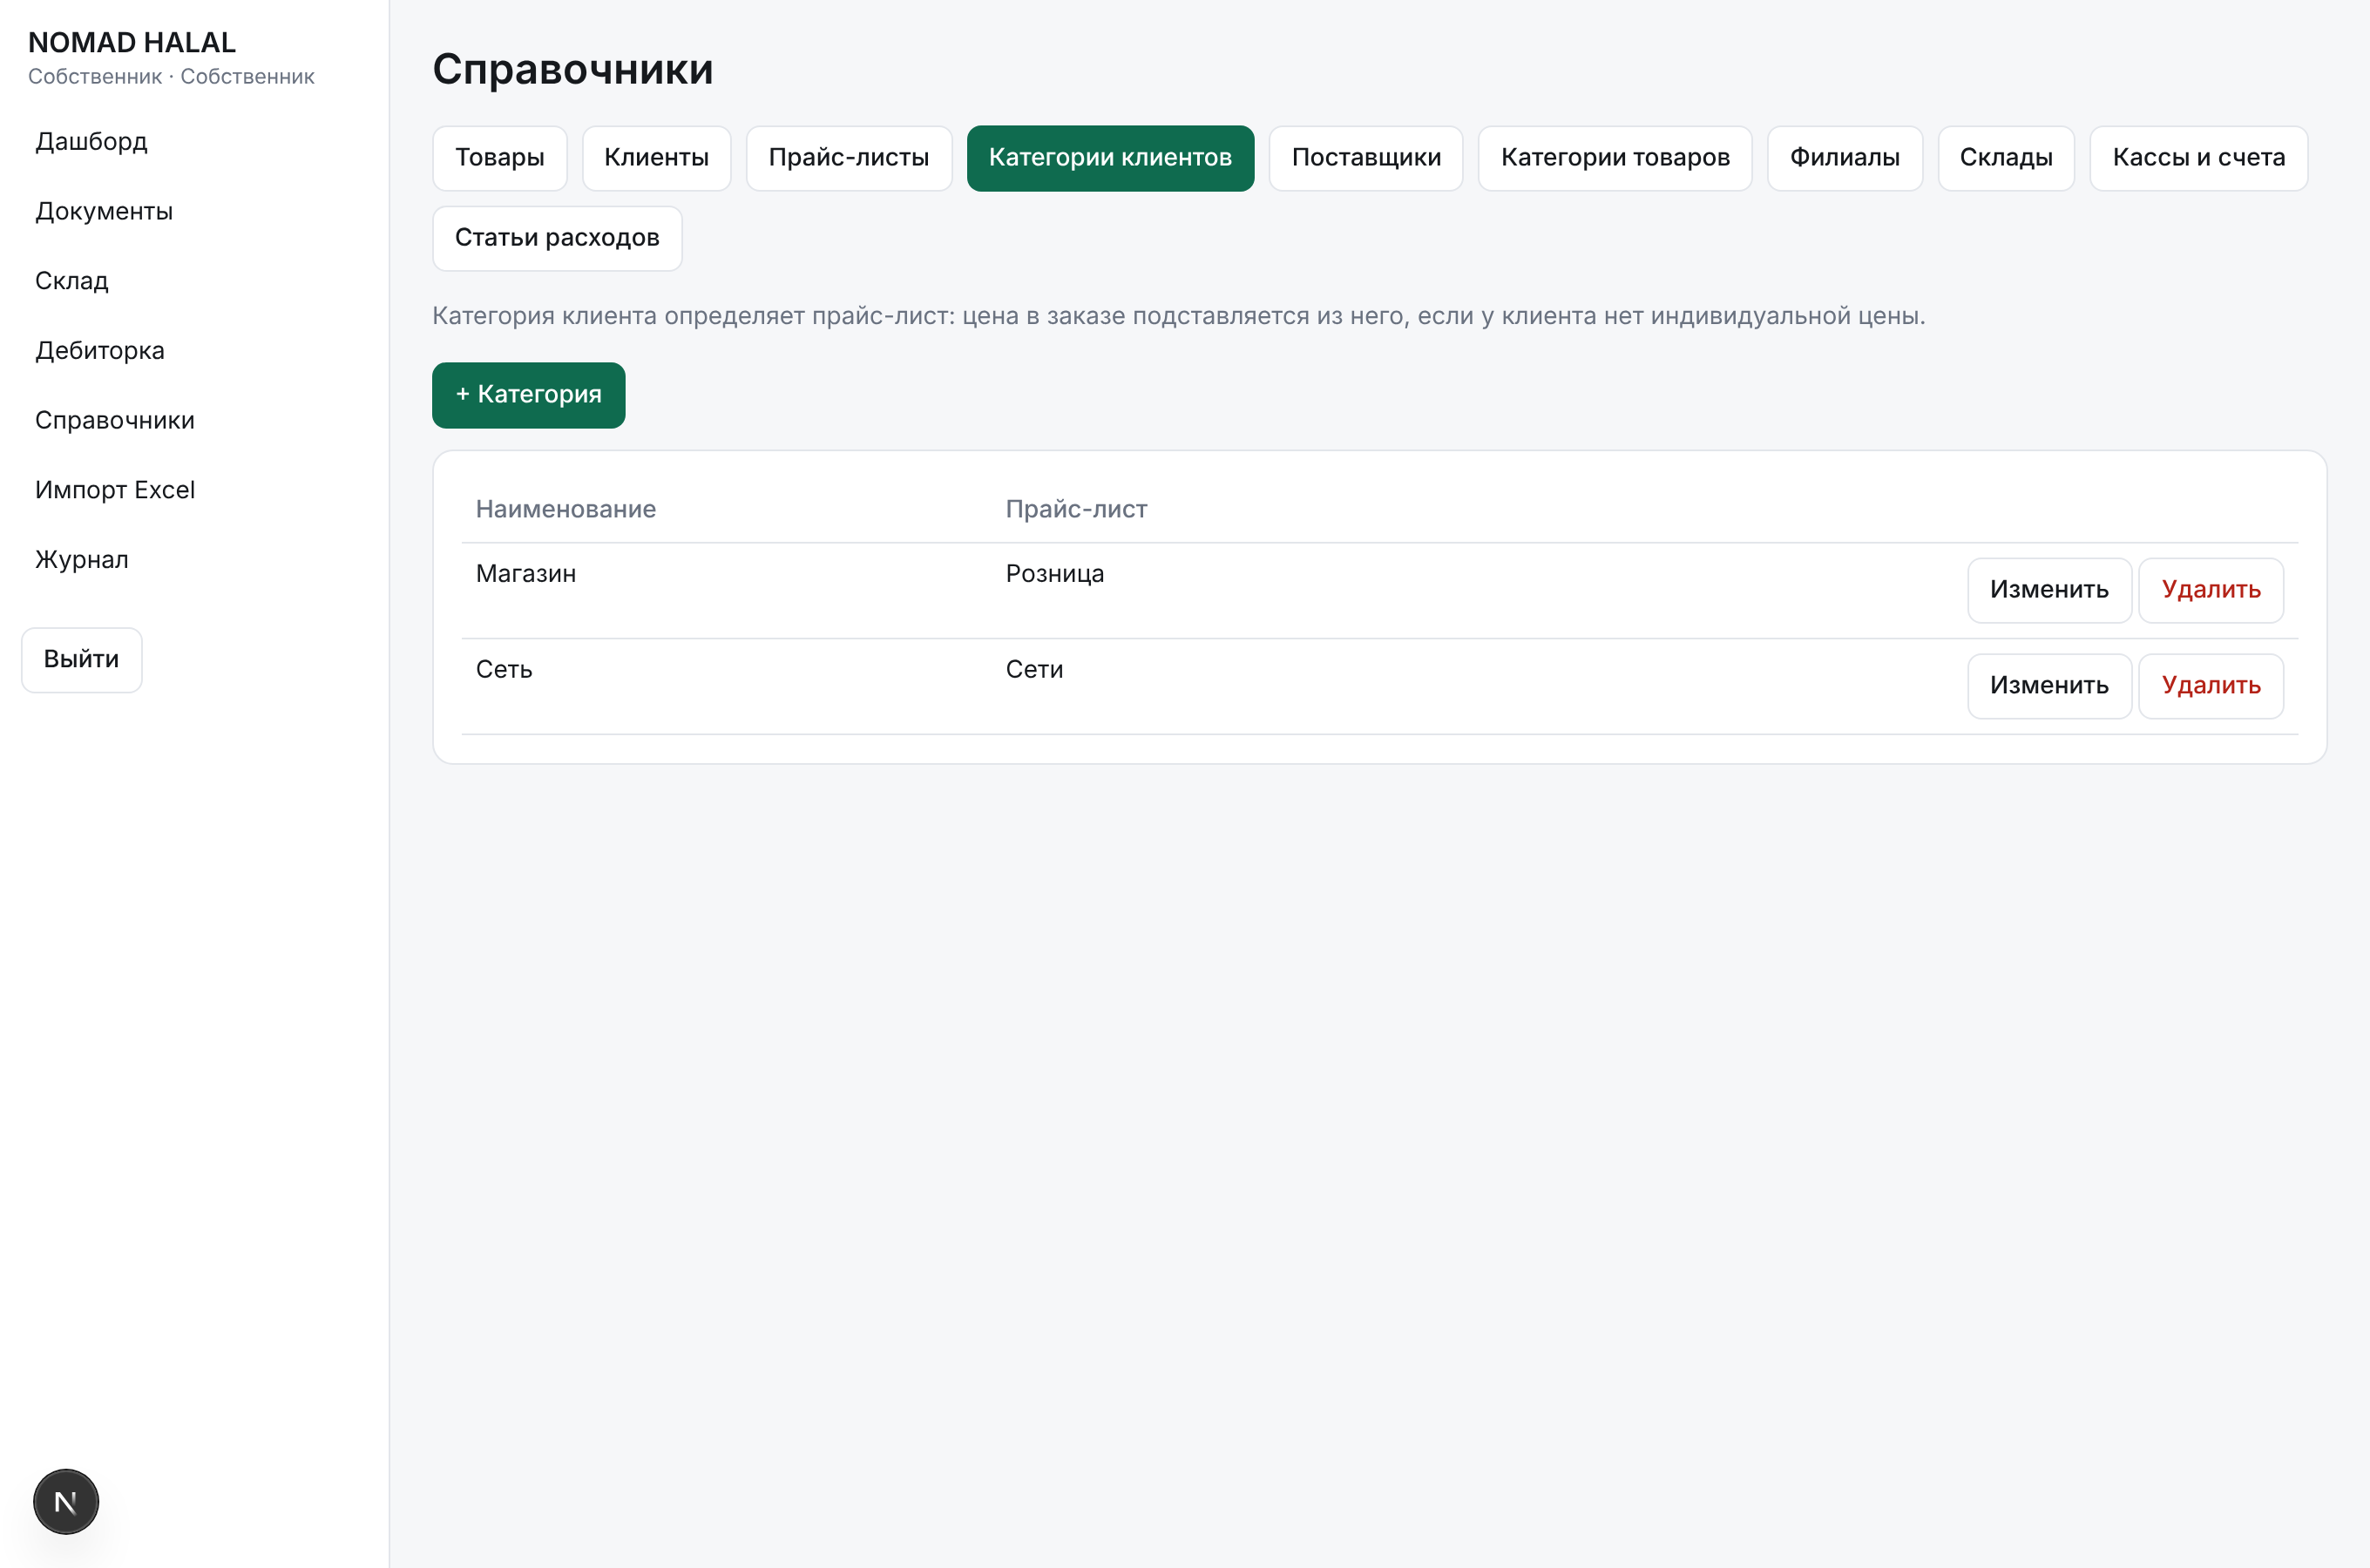 NOMAD HALAL
Собственник · Собственник
Дашборд
Документы
Склад
Дебиторка
Справочники
Импорт Excel
Журнал
Выйти
N
Справочники
Товары Клиенты Прайс-листы Категории клиентов Поставщики Категории товаров Филиалы Склады Кассы и счета
Статьи расходов
Категория клиента определяет прайс-лист: цена в заказе подставляется из него, если у клиента нет индивидуальной цены.
+ Категория
Наименование Прайс-лист
Магазин Розница Изменить Удалить
Сеть Сети Изменить Удалить